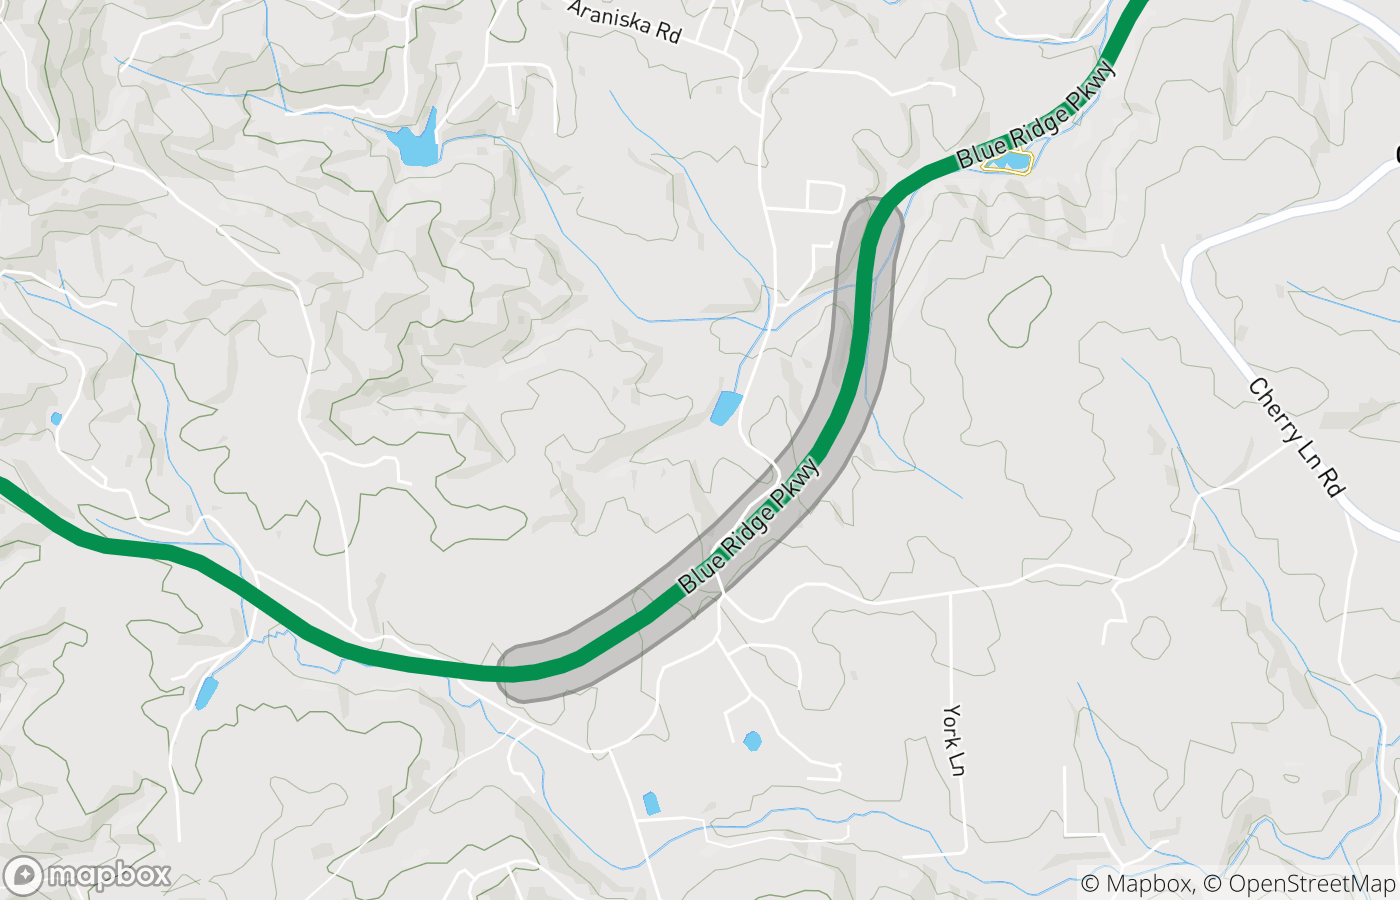 Araniska Rd
Blue Ridge Pkwy
Cherry Ln Rd
Blue Ridge Pkwy
York Ln
mapbox
© Mapbox, © OpenStreetMap